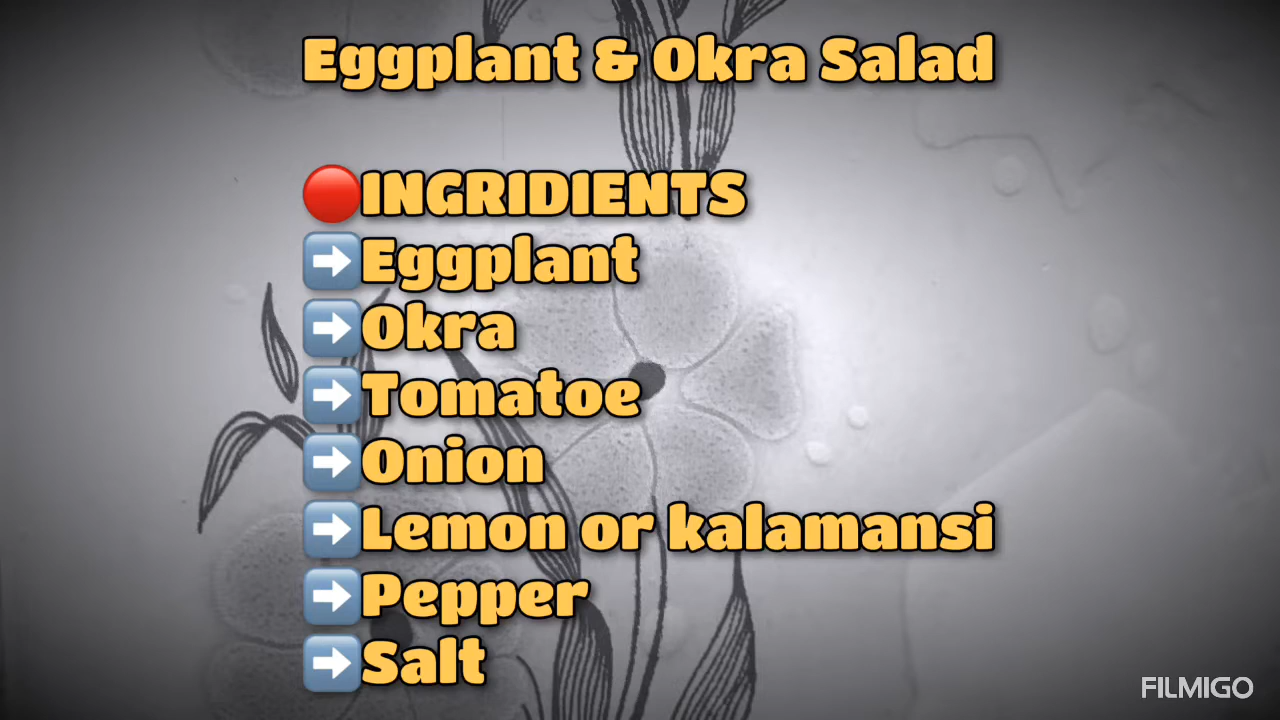 Eggplant & Okra Salad
🔴INGRIDIENTS
➡️Eggplant
➡️Okra
➡️Tomatoe
➡️Onion
➡️Lemon or kalamansi
➡️Pepper
➡️Salt
FILMIGO